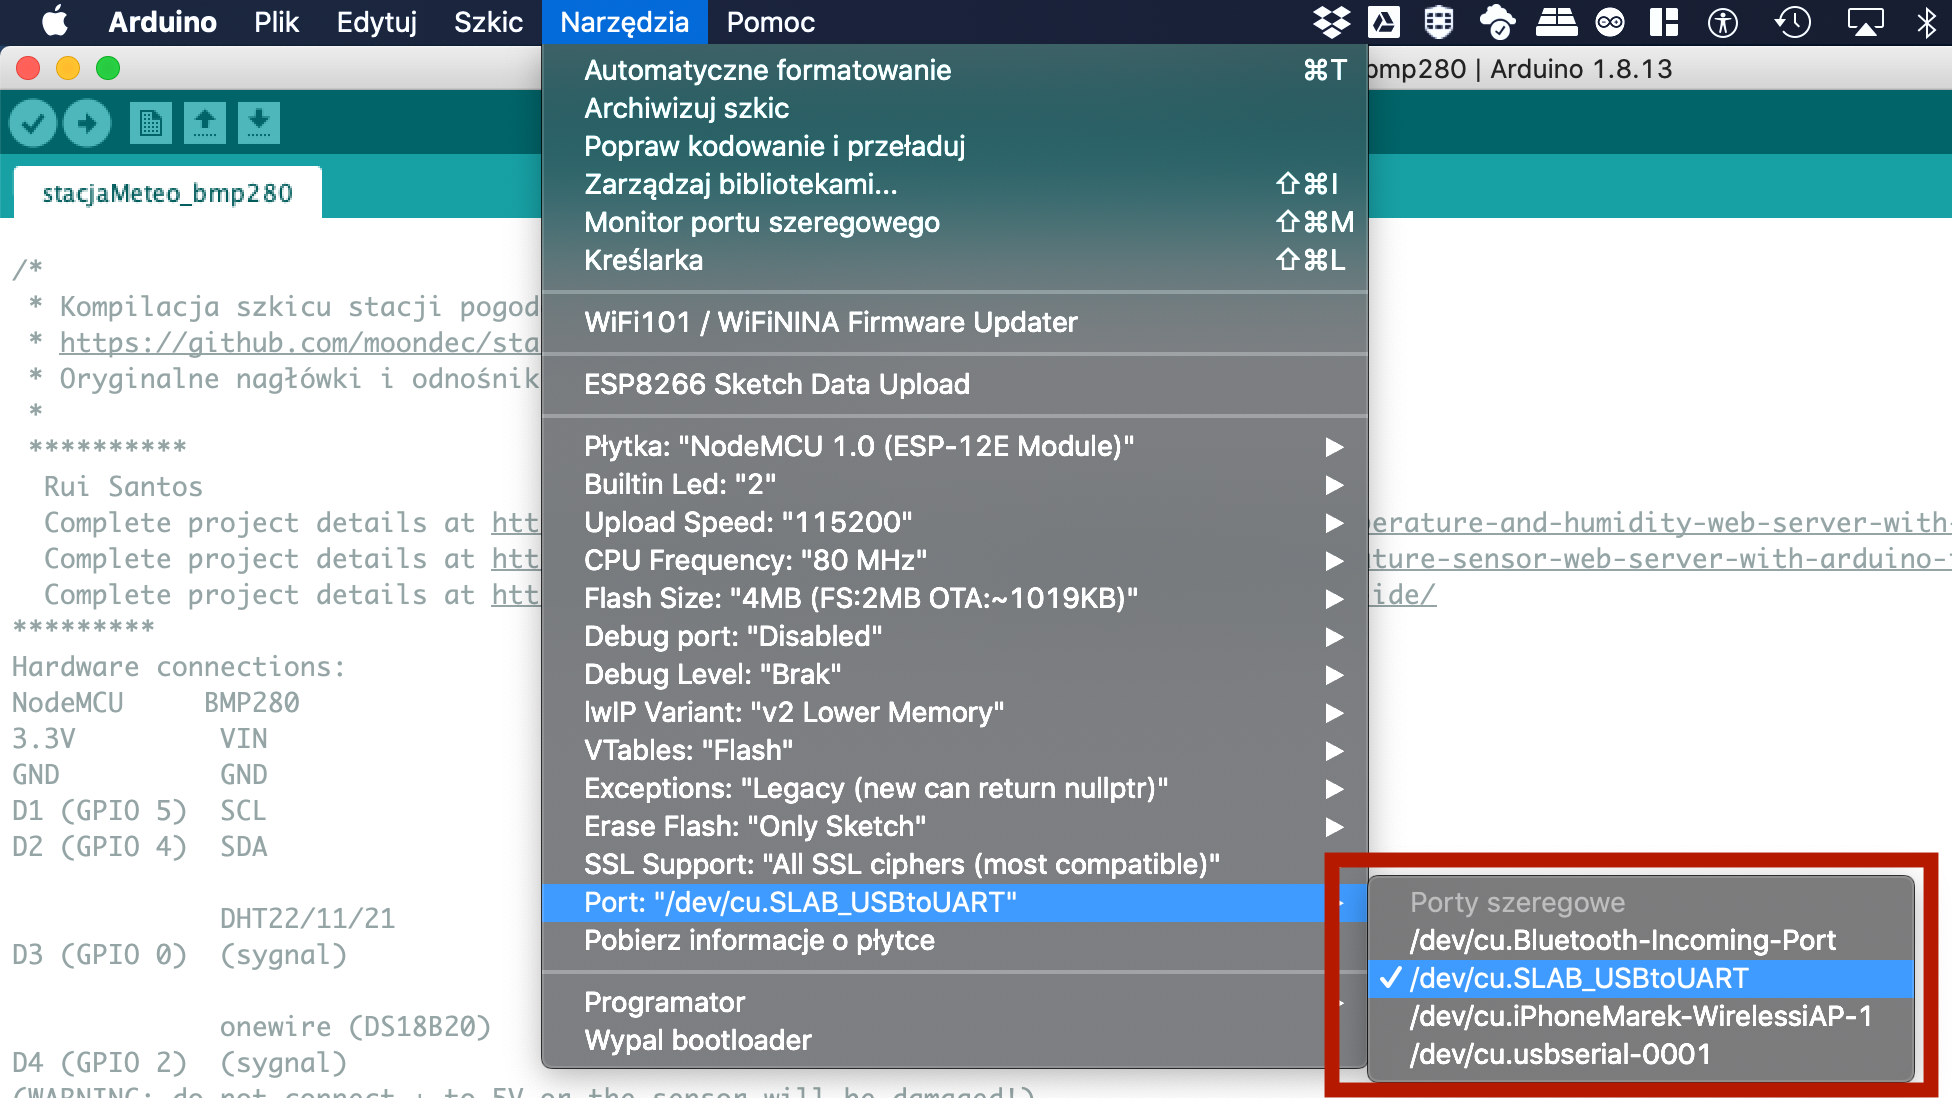 Arduino Plik Edytuj Szkic Narzędzia Pomoc
bmp280 | Arduino 1.8.13
stacjaMeteo_bmp280
Automatyczne formatowanie ⌘T
Archiwizuj szkic
Popraw kodowanie i przeładuj
Zarządzaj bibliotekami... ⇧⌘I
Monitor portu szeregowego ⇧⌘M
Kreślarka ⇧⌘L
WiFi101 / WiFiNINA Firmware Updater
ESP8266 Sketch Data Upload
Płytka: "NodeMCU 1.0 (ESP-12E Module)"
Builtin Led: "2"
Upload Speed: "115200"
CPU Frequency: "80 MHz"
Flash Size: "4MB (FS:2MB OTA:~1019KB)"
Debug port: "Disabled"
Debug Level: "Brak"
lwIP Variant: "v2 Lower Memory"
VTables: "Flash"
Exceptions: "Legacy (new can return nullptr)"
Erase Flash: "Only Sketch"
SSL Support: "All SSL ciphers (most compatible)"
Port: "/dev/cu.SLAB_USBtoUART"
Pobierz informacje o płytce
Programator
Wypal bootloader
Porty szeregowe
/dev/cu.Bluetooth-Incoming-Port
✓ /dev/cu.SLAB_USBtoUART
/dev/cu.iPhoneMarek-WirelessiAP-1
/dev/cu.usbserial-0001
/*
* Kompilacja szkicu stacji pogod
* https://github.com/moondec/sta
* Oryginalne nagłówki i odnośnik
*
**********
Rui Santos
Complete project details at htt erature-and-humidity-web-server-with-
Complete project details at htt ture-sensor-web-server-with-arduino-
Complete project details at htt ide/
*********
Hardware connections:
NodeMCU BMP280
3.3V VIN
GND GND
D1 (GPIO 5) SCL
D2 (GPIO 4) SDA
DHT22/11/21
D3 (GPIO 0) (sygnal)
onewire (DS18B20)
D4 (GPIO 2) (sygnal)
(WARNING: do not connect + to 5V or the sensor will be damaged!)